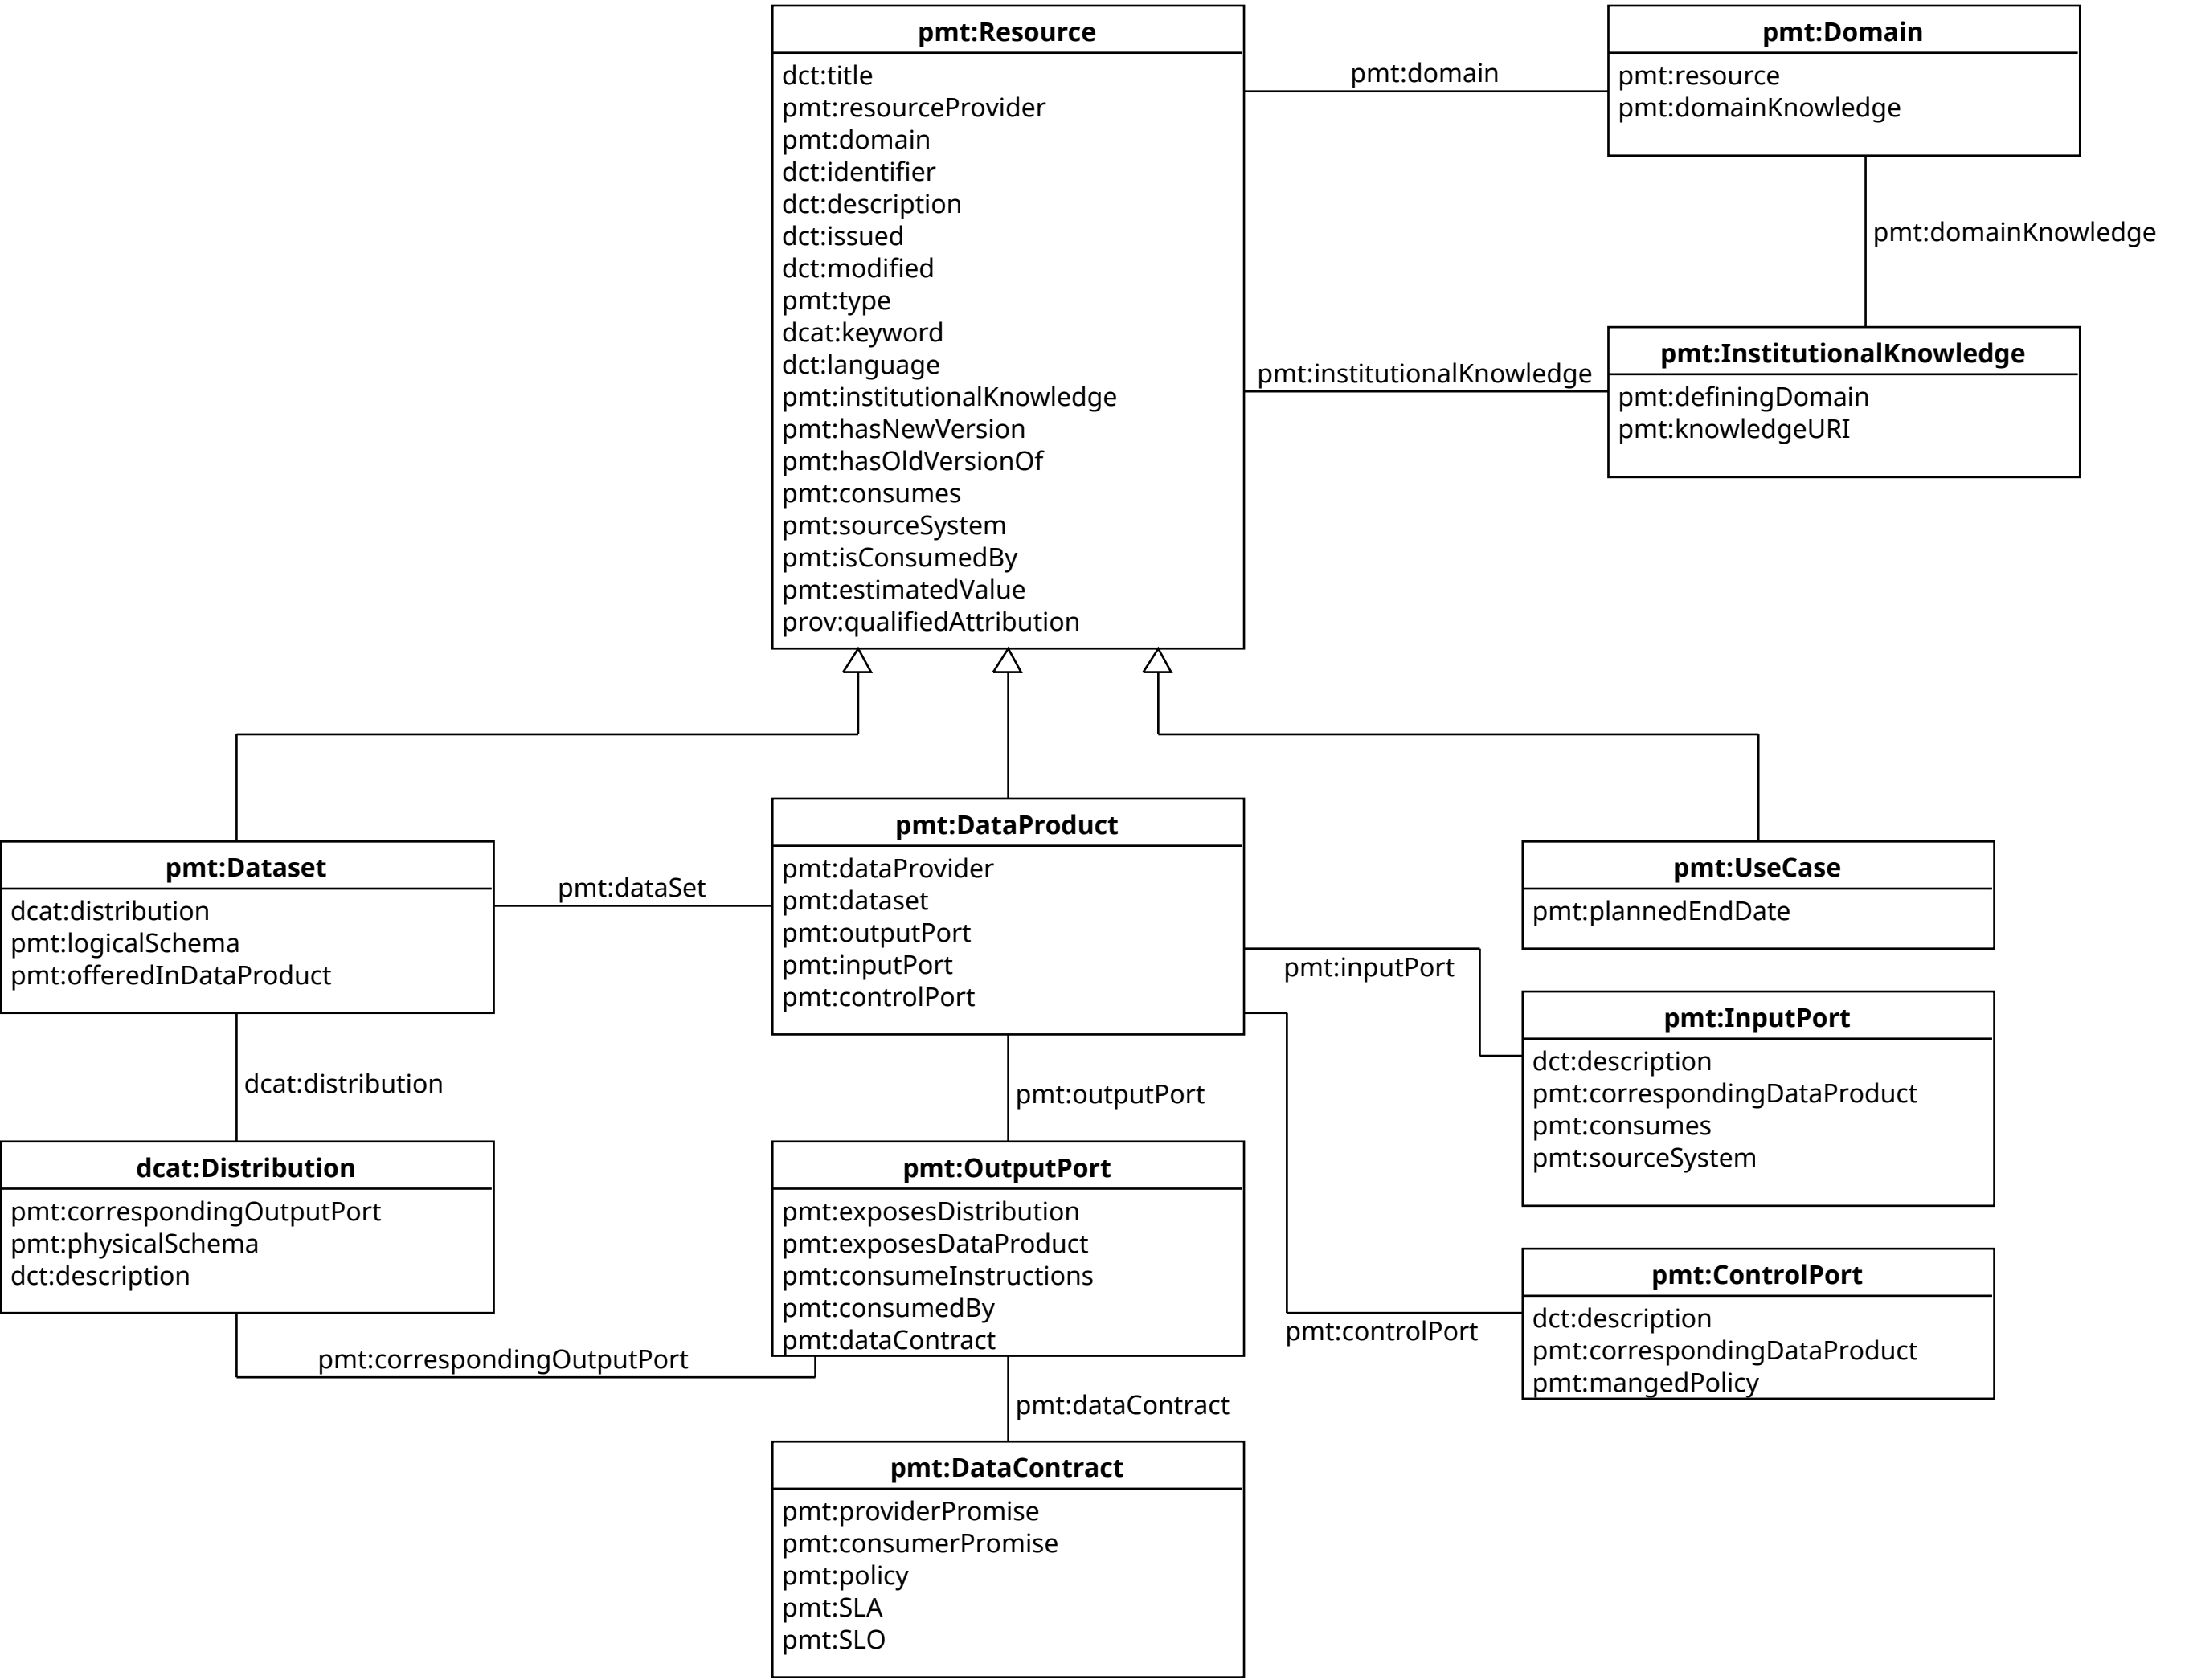 pmt:Resource
dct:title
pmt:resourceProvider
pmt:domain
dct:identifier
dct:description
dct:issued
dct:modified
pmt:type
dcat:keyword
dct:language
pmt:institutionalKnowledge
pmt:hasNewVersion
pmt:hasOldVersionOf
pmt:consumes
pmt:sourceSystem
pmt:isConsumedBy
pmt:estimatedValue
prov:qualifiedAttribution
pmt:domain
pmt:Domain
pmt:resource
pmt:domainKnowledge
pmt:domainKnowledge
pmt:institutionalKnowledge
pmt:InstitutionalKnowledge
pmt:definingDomain
pmt:knowledgeURI
pmt:Dataset
dcat:distribution
pmt:logicalSchema
pmt:offeredInDataProduct
pmt:dataSet
pmt:DataProduct
pmt:dataProvider
pmt:dataset
pmt:outputPort
pmt:inputPort
pmt:controlPort
pmt:UseCase
pmt:plannedEndDate
pmt:inputPort
pmt:InputPort
dct:description
pmt:correspondingDataProduct
pmt:consumes
pmt:sourceSystem
dcat:distribution
pmt:outputPort
dcat:Distribution
pmt:correspondingOutputPort
pmt:physicalSchema
dct:description
pmt:OutputPort
pmt:exposesDistribution
pmt:exposesDataProduct
pmt:consumeInstructions
pmt:consumedBy
pmt:dataContract
pmt:controlPort
pmt:ControlPort
dct:description
pmt:correspondingDataProduct
pmt:mangedPolicy
pmt:correspondingOutputPort
pmt:dataContract
pmt:DataContract
pmt:providerPromise
pmt:consumerPromise
pmt:policy
pmt:SLA
pmt:SLO